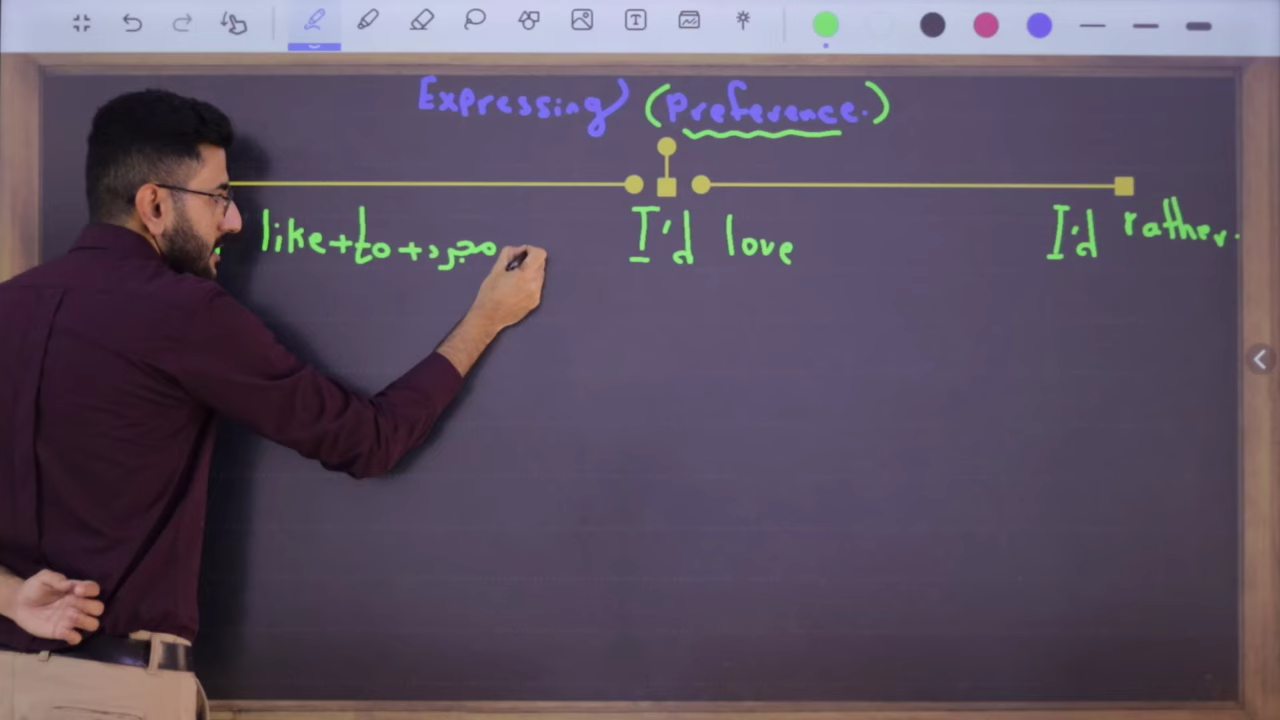 Expressing (Preference.)
like + to + مجرد
I'd love
I'd rather.
T